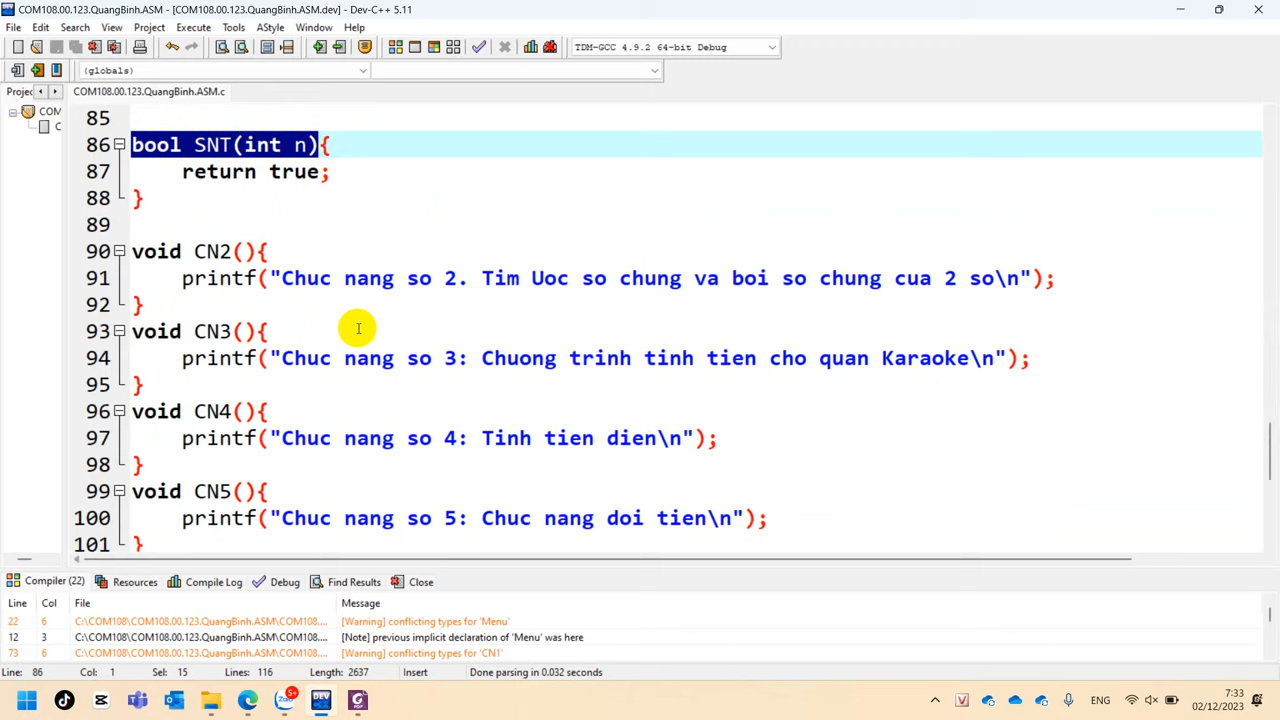 COM108.00.123.QuangBinh.ASM - [COM108.00.123.QuangBinh.ASM.dev] - Dev-C++ 5.11
File Edit Search View Project Execute Tools AStyle Window Help
TDM-GCC 4.9.2 64-bit Debug
(globals)
Projec COM108.00.123.QuangBinh.ASM.c
COM
C
85
86 bool SNT(int n){
87 return true;
88 }
89
90 void CN2(){
91 printf("Chuc nang so 2. Tim Uoc so chung va boi so chung cua 2 so\n");
92 }
93 void CN3(){
94 printf("Chuc nang so 3: Chuong trinh tinh tien cho quan Karaoke\n");
95 }
96 void CN4(){
97 printf("Chuc nang so 4: Tinh tien dien\n");
98 }
99 void CN5(){
100 printf("Chuc nang so 5: Chuc nang doi tien\n");
101 }
Compiler (22) Resources Compile Log Debug Find Results Close
Line Col File Message
22 6 C:\COM108\COM108.00.123.QuangBinh.ASM\COM108.... [Warning] conflicting types for 'Menu'
12 3 C:\COM108\COM108.00.123.QuangBinh.ASM\COM108.... [Note] previous implicit declaration of 'Menu' was here
73 6 C:\COM108\COM108.00.123.QuangBinh.ASM\COM108.... [Warning] conflicting types for 'CN1'
Line: 86 Col: 1 Sel: 15 Lines: 116 Length: 2637 Insert Done parsing in 0.032 seconds
5+
Zalo
DEV
PDF
V
ENG
7:33
02/12/2023